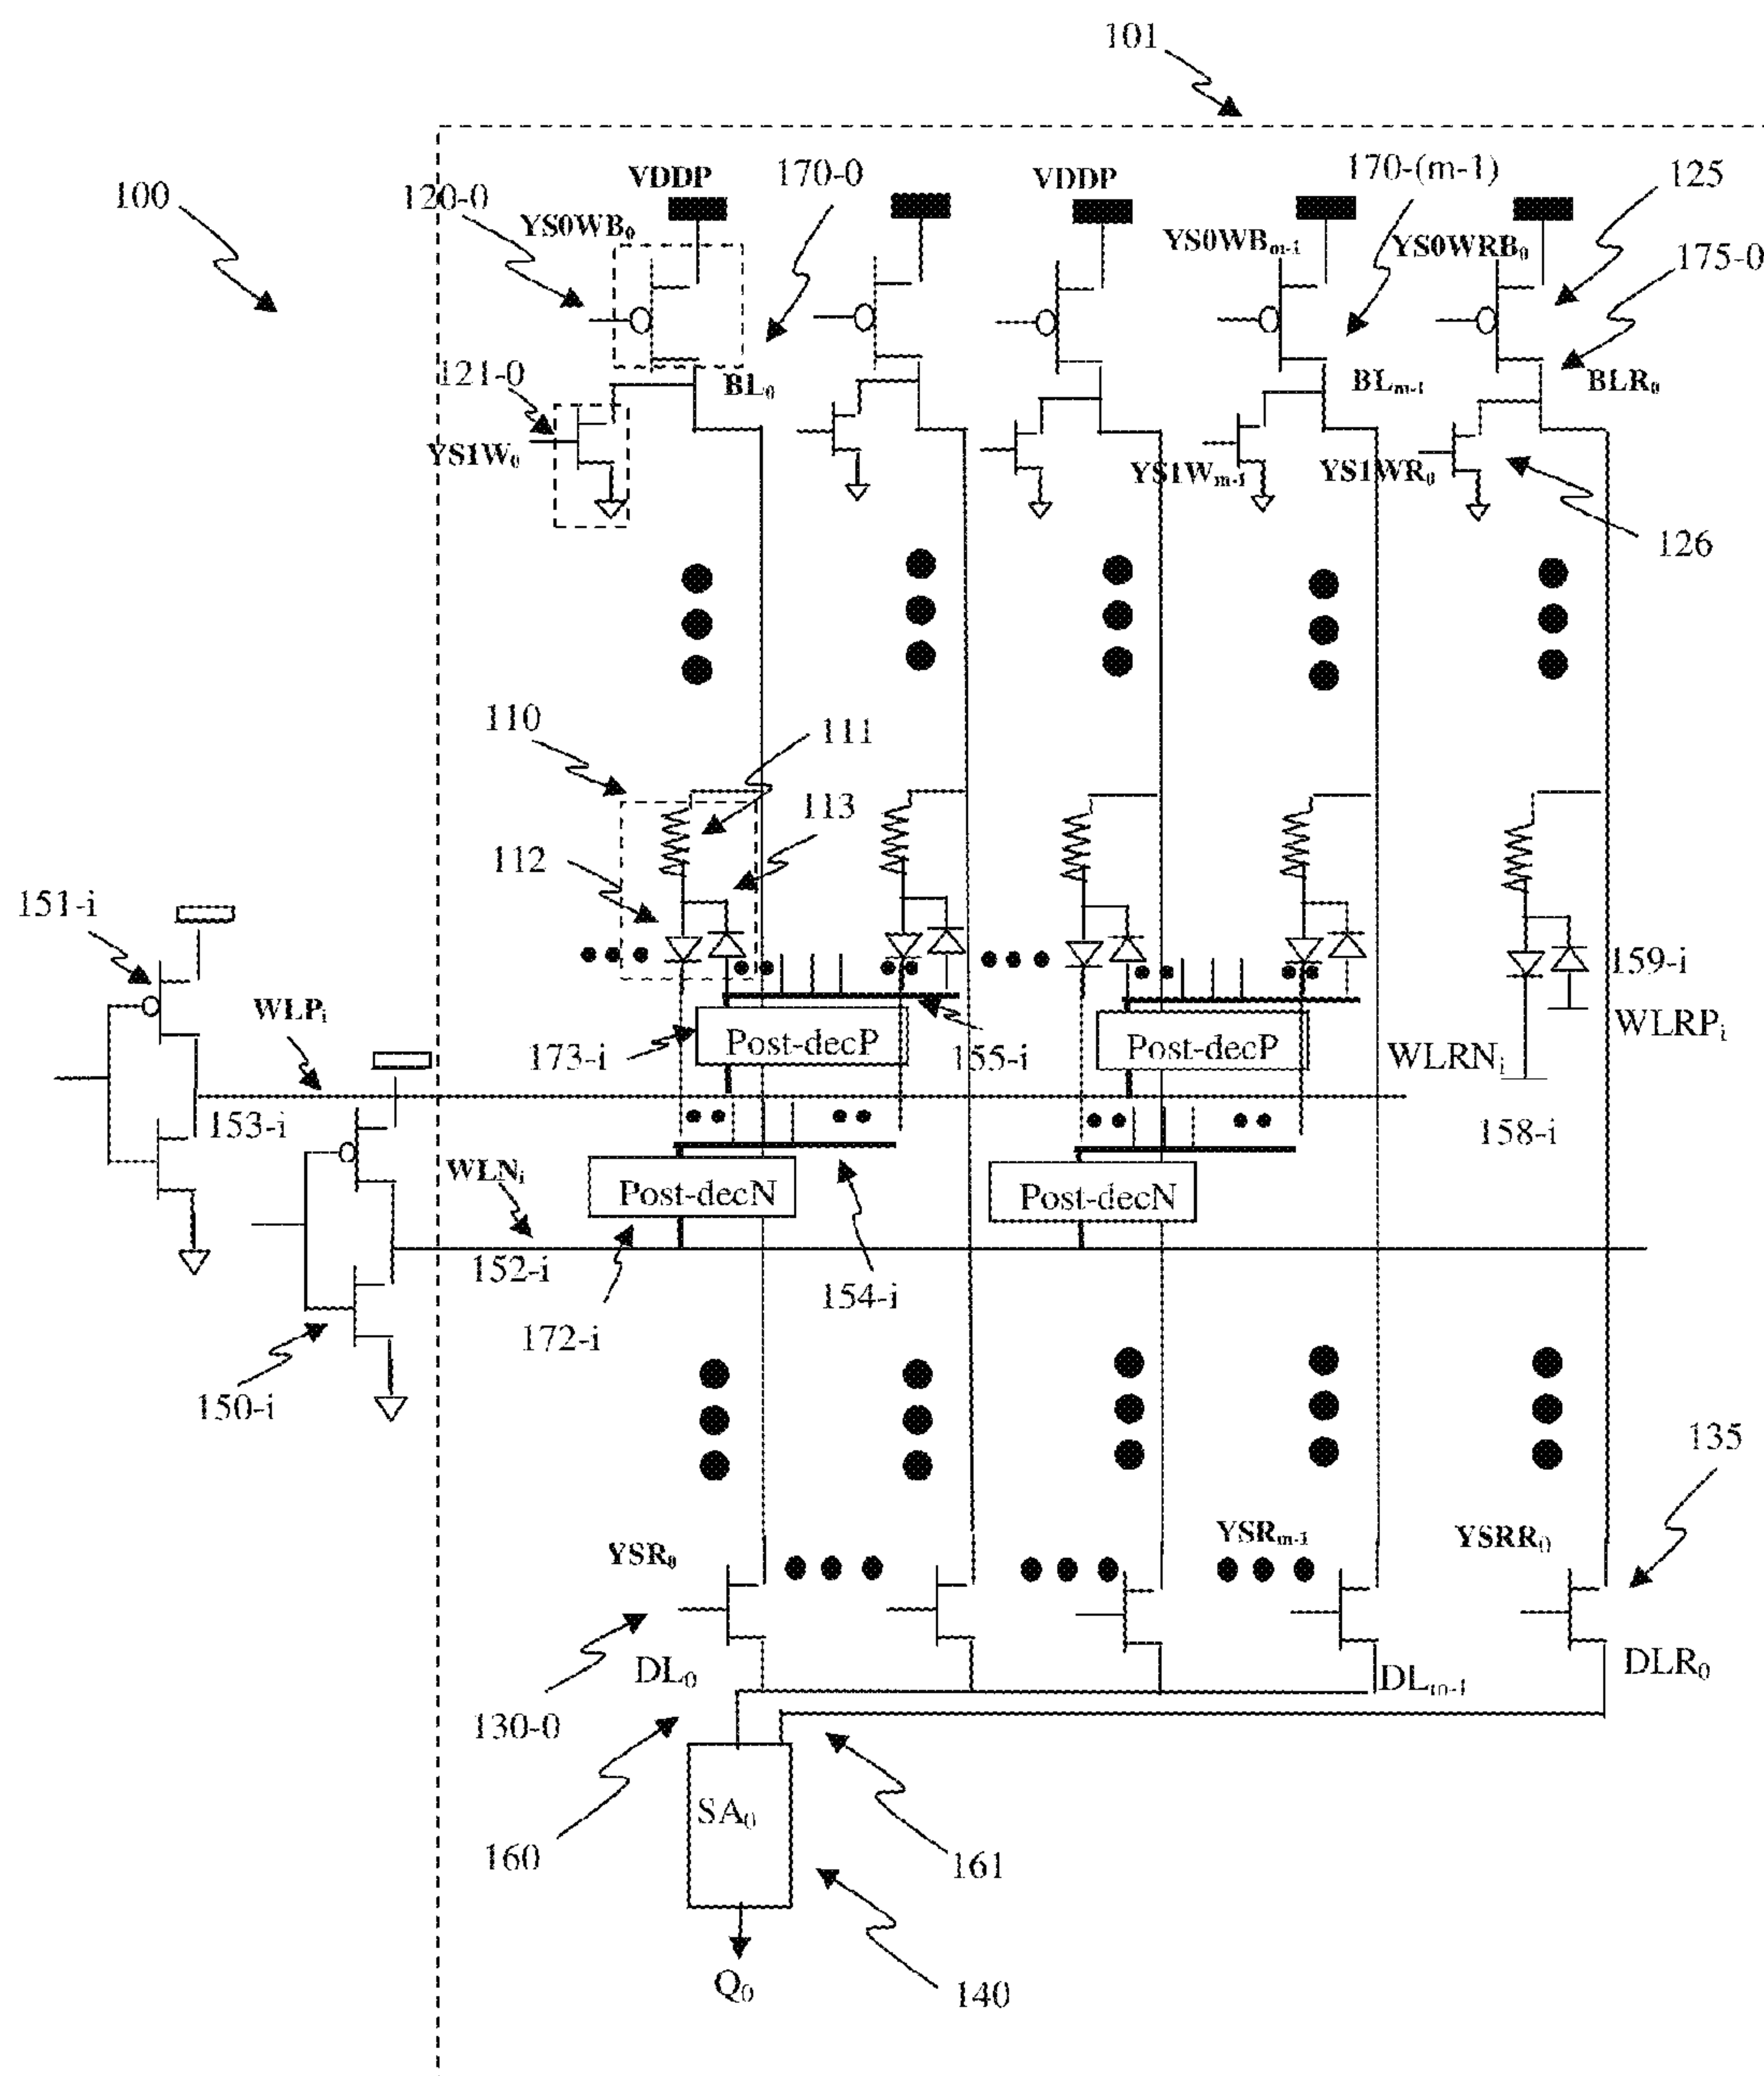 101
100
120-0
VDDP
170-0
VDDP
170-(m-1)
125
YS0WB₀
YS0WBₘ₋₁
YS0WRB₀
175-0
121-0
BL₀
BLₘ₋₁
BLR₀
YS1W₀
YS1Wₘ₋₁
YS1WR₀
126
110
111
112
113
151-i
159-i
WLPᵢ
173-i
Post-decP
155-i
Post-decP
WLRNᵢ
WLRPᵢ
153-i
158-i
WLNᵢ
Post-decN
Post-decN
152-i
154-i
172-i
150-i
135
YSR₀
YSRₘ₋₁
YSRR₀
DL₀
DLₘ₋₁
DLR₀
130-0
SA₀
160
161
Q₀
140